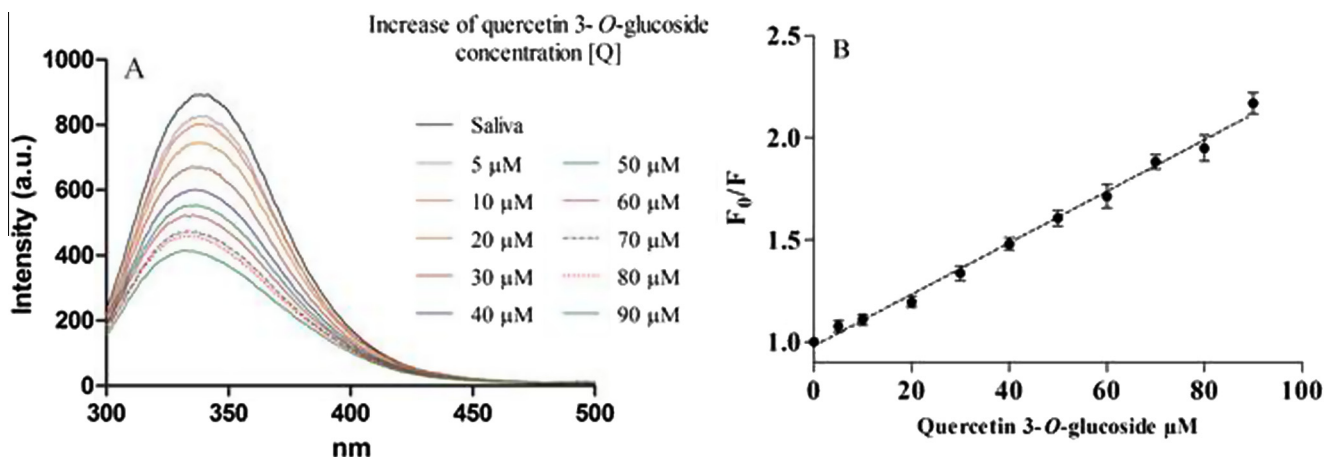 Increase of quercetin 3- O-glucoside
concentration [Q]
A
1000
800
600
400
200
0
Intensity (a.u.)
Saliva
5 µM
50 µM
10 µM
60 µM
20 µM
70 µM
30 µM
80 µM
40 µM
90 µM
300
350
400
450
500
nm
B
2.5
2.0
1.5
1.0
F0/F
0
20
40
60
80
100
Quercetin 3-O-glucoside µM